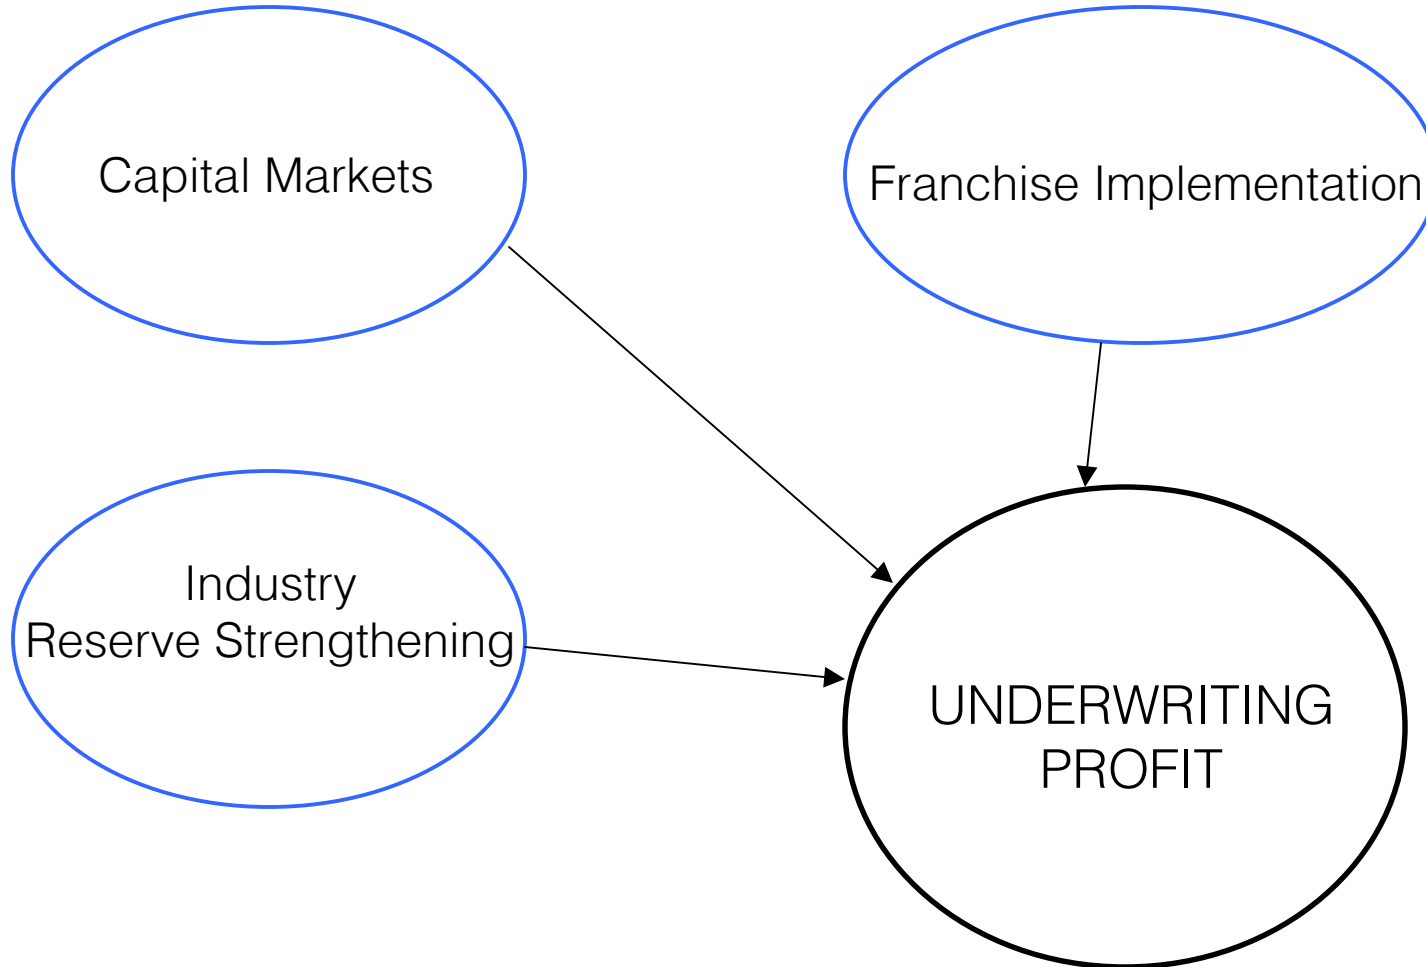 Capital Markets
Franchise Implementation
Industry
Reserve Strengthening
UNDERWRITING
PROFIT